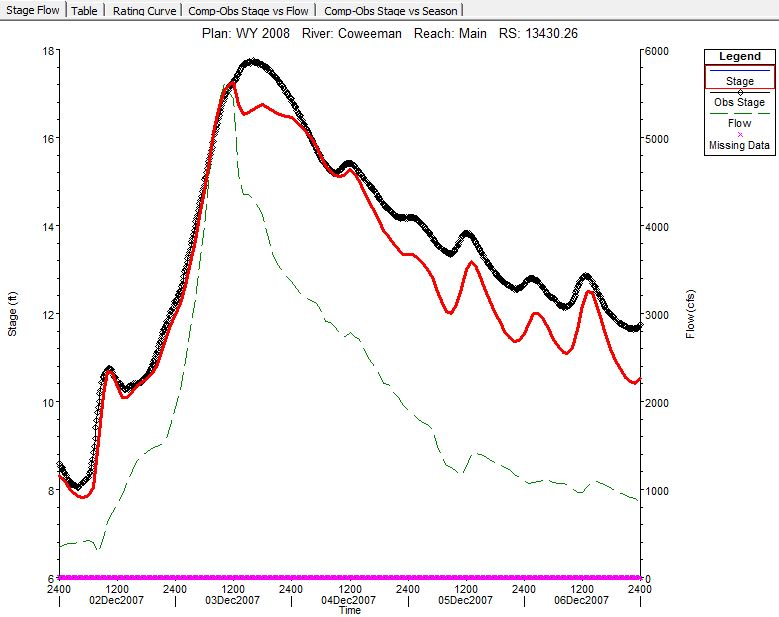 Stage Flow Table Rating Curve Comp-Obs Stage vs Flow Comp-Obs Stage vs Season
Plan: WY 2008 River: Coweeman Reach: Main RS: 13430.26
18
16
14
12
10
8
6
Stage (ft)
6000
5000
4000
3000
2000
1000
0
Flow (cfs)
Legend
Stage
Obs Stage
Flow
Missing Data
2400 1200 2400 1200 2400 1200 2400 1200 2400 1200 2400
02Dec2007 03Dec2007 04Dec2007 05Dec2007 06Dec2007
Time